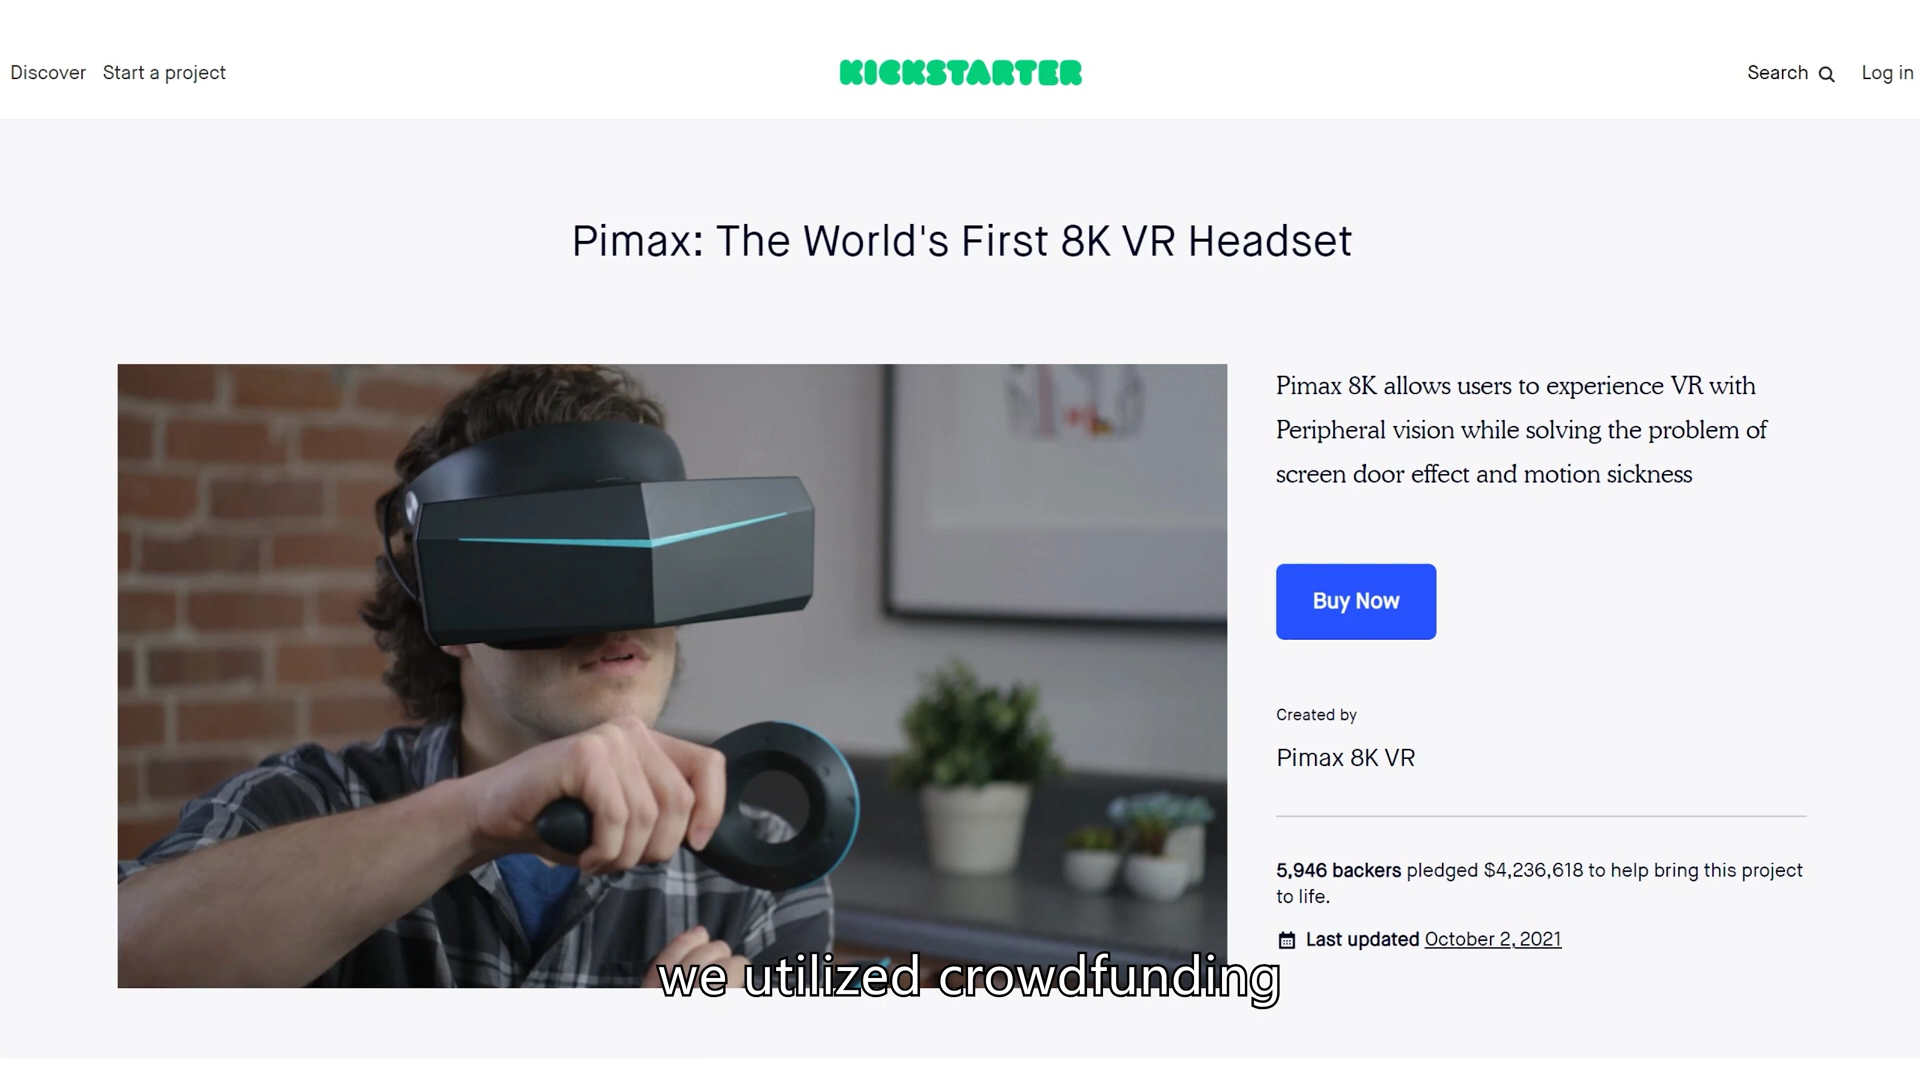 Discover Start a project KICKSTARTER Search Log in
Pimax: The World's First 8K VR Headset
Pimax 8K allows users to experience VR with
Peripheral vision while solving the problem of
screen door effect and motion sickness
Buy Now
Created by
Pimax 8K VR
5,946 backers pledged $4,236,618 to help bring this project
to life.
Last updated October 2, 2021
we utilized crowdfunding